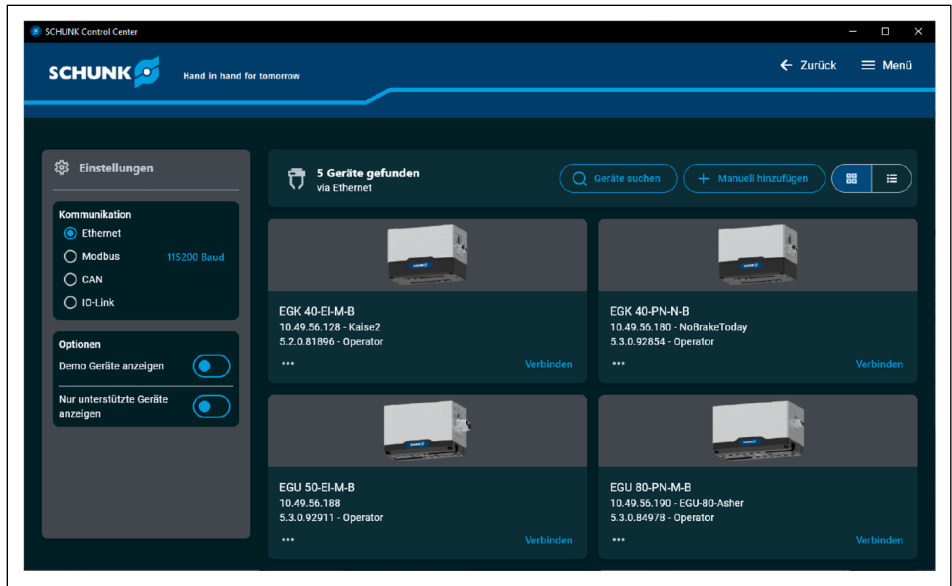 SCHUNK Control Center
SCHUNK
Hand in hand for tomorrow
Zurück
Menü
Einstellungen
Kommunikation
Ethernet
Modbus 115200 Baud
CAN
IO-Link
Optionen
Demo Geräte anzeigen
Nur unterstützte Geräte
anzeigen
5 Geräte gefunden
via Ethernet
Geräte suchen
Manuell hinzufügen
SCHUNK
EGK 40-EI-M-B
10.49.56.128 - Kaise2
5.2.0.81896 - Operator
Verbinden
SCHUNK
EGK 40-PN-N-B
10.49.56.180 - NoBrakeToday
5.3.0.92854 - Operator
Verbinden
SCHUNK
EGU 50-EI-M-B
10.49.56.188
5.3.0.92911 - Operator
Verbinden
SCHUNK
EGU 80-PN-M-B
10.49.56.190 - EGU-80-Asher
5.3.0.84978 - Operator
Verbinden